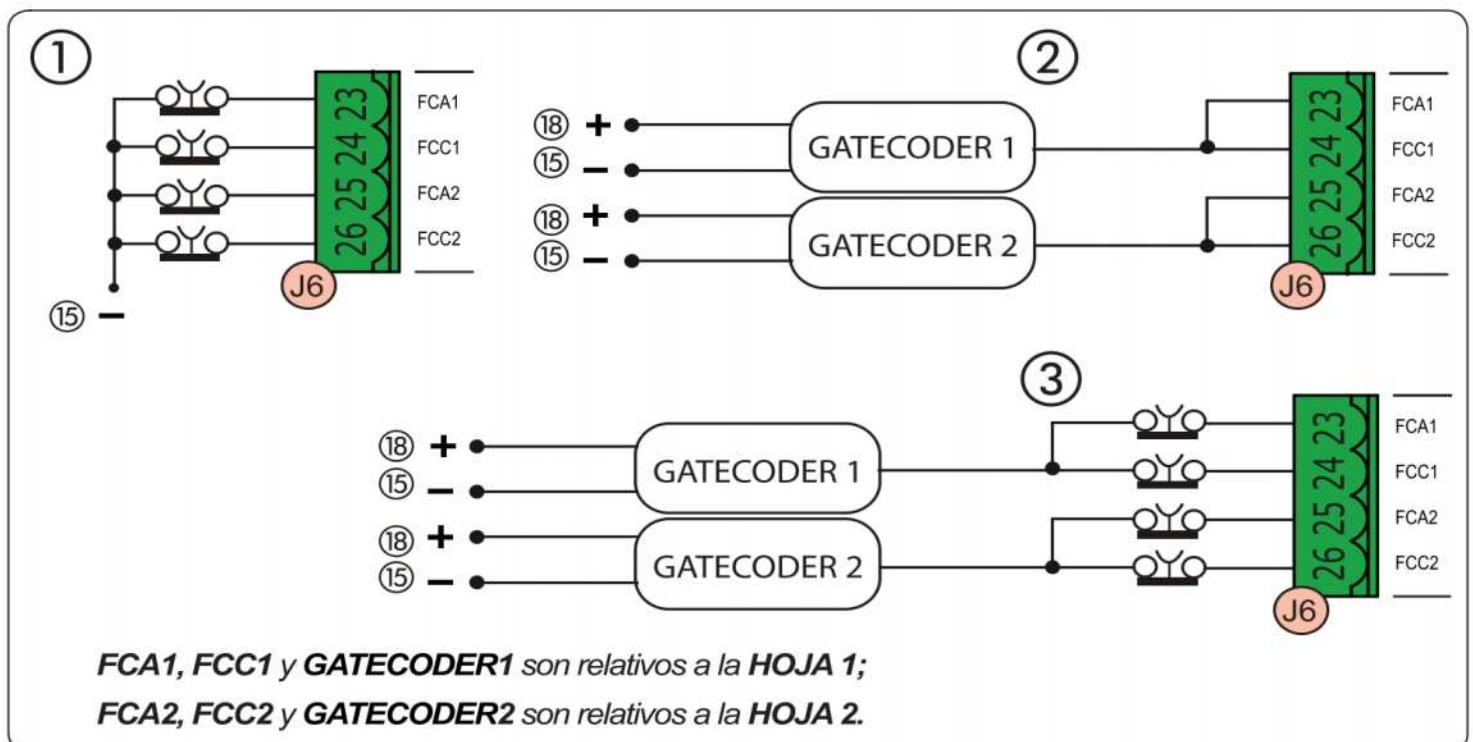 ①
23 FCA1
24 FCC1
25 FCA2
26 FCC2
J6
⑮ −
②
⑱ +
⑮ −
GATECODER 1
⑱ +
⑮ −
GATECODER 2
23 FCA1
24 FCC1
25 FCA2
26 FCC2
J6
③
⑱ +
⑮ −
GATECODER 1
⑱ +
⑮ −
GATECODER 2
23 FCA1
24 FCC1
25 FCA2
26 FCC2
J6
FCA1, FCC1 y GATECODER1 son relativos a la HOJA 1;
FCA2, FCC2 y GATECODER2 son relativos a la HOJA 2.